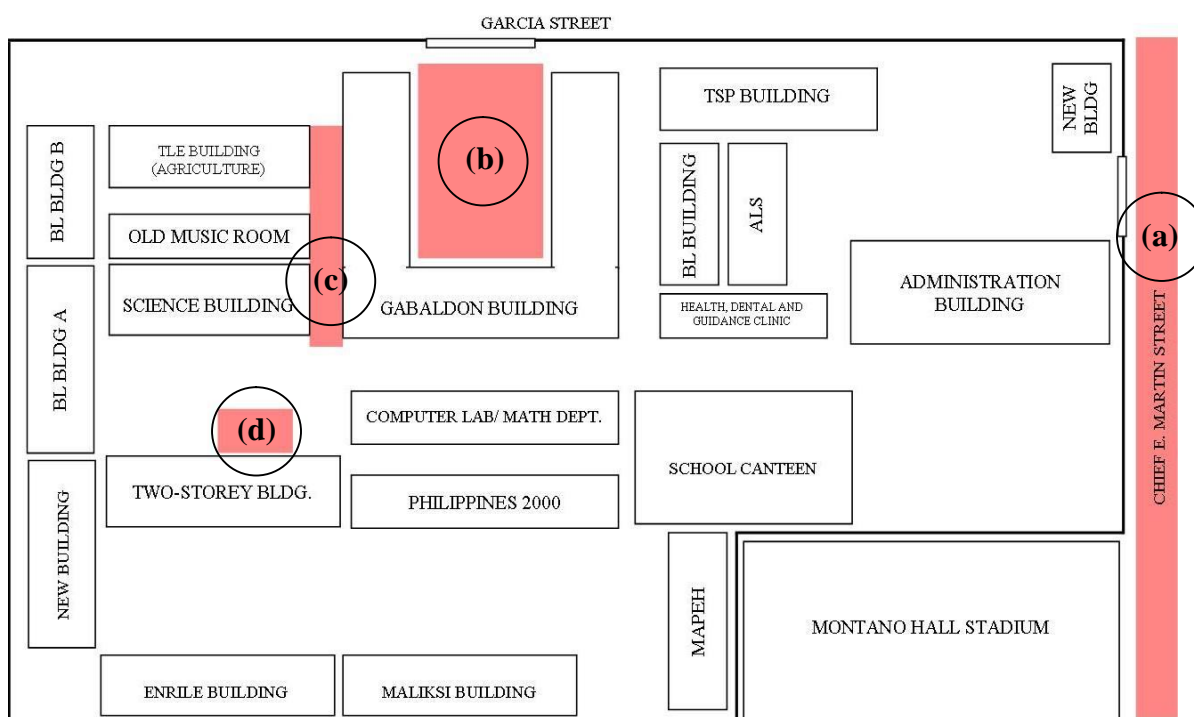 GARCIA STREET
TSP BUILDING
NEW
BLDG
BL BLDG B
TLE BUILDING
(AGRICULTURE)
(b)
BL BUILDING
ALS
OLD MUSIC ROOM
(a)
(c)
SCIENCE BUILDING
GABALDON BUILDING
HEALTH, DENTAL AND
GUIDANCE CLINIC
ADMINISTRATION
BUILDING
BL BLDG A
CHIEF E. MARTIN STREET
(d)
COMPUTER LAB/ MATH DEPT.
SCHOOL CANTEEN
TWO-STOREY BLDG.
PHILIPPINES 2000
NEW BUILDING
MAPEH
MONTANO HALL STADIUM
ENRILE BUILDING
MALIKSI BUILDING